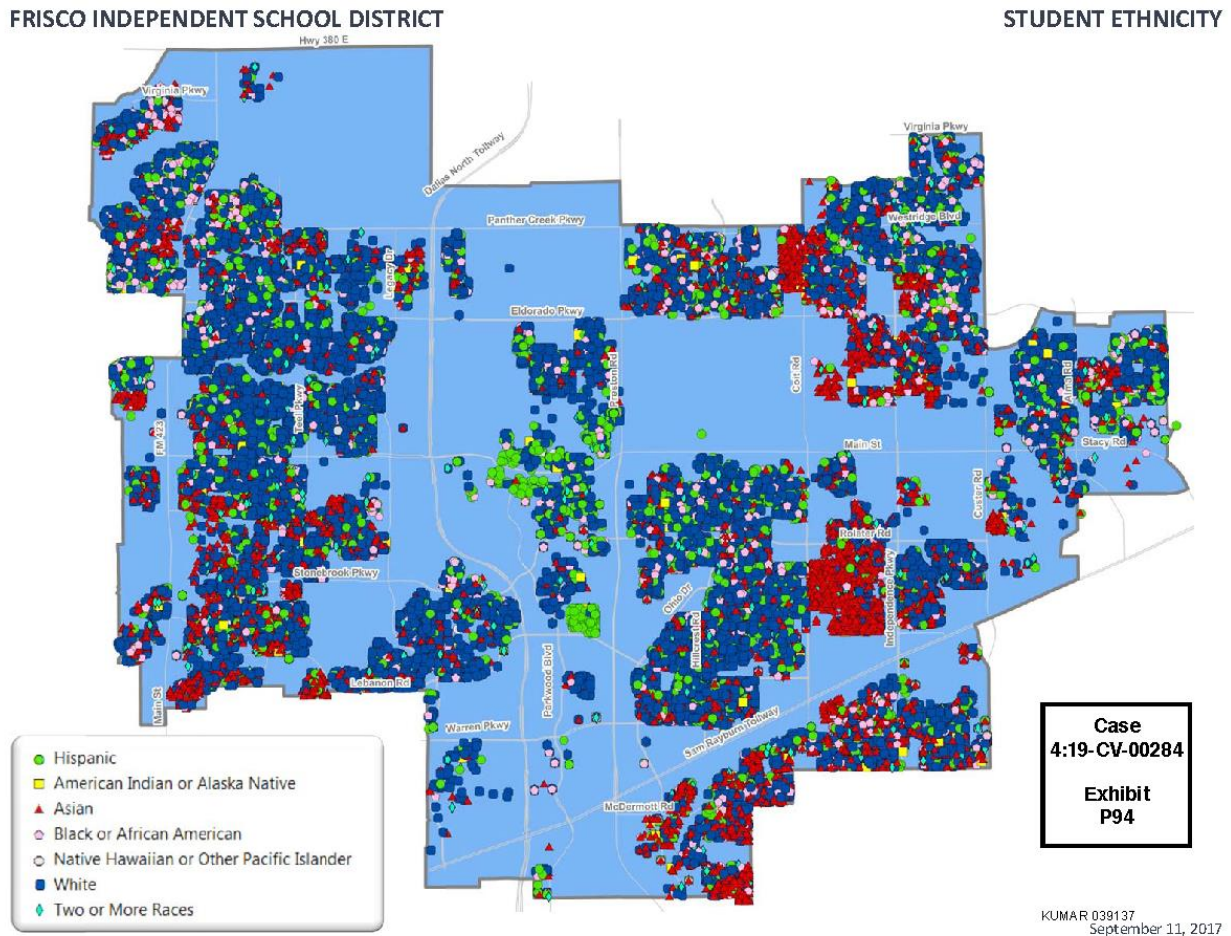 FRISCO INDEPENDENT SCHOOL DISTRICT
STUDENT ETHNICITY
Hwy 380 E
Virginia Pkwy
Dallas North Tollway
Virginia Pkwy
Panther Creek Pkwy
Westridge Blvd
Legacy Dr
Eldorado Pkwy
Preston Rd
Coit Rd
Alma Rd
Teel Pkwy
FM 423
Main St
Stacy Rd
Custer Rd
Rolater Rd
Stonebrook Pkwy
Ohio Dr
Independence Pkwy
Hillcrest Rd
Parkwood Blvd
Lebanon Rd
Main St
Warren Pkwy
Sam Rayburn Tollway
McDermott Rd
Hispanic
American Indian or Alaska Native
Asian
Black or African American
Native Hawaiian or Other Pacific Islander
White
Two or More Races
Case
4:19-CV-00284
Exhibit
P94
KUMAR 039137
September 11, 2017